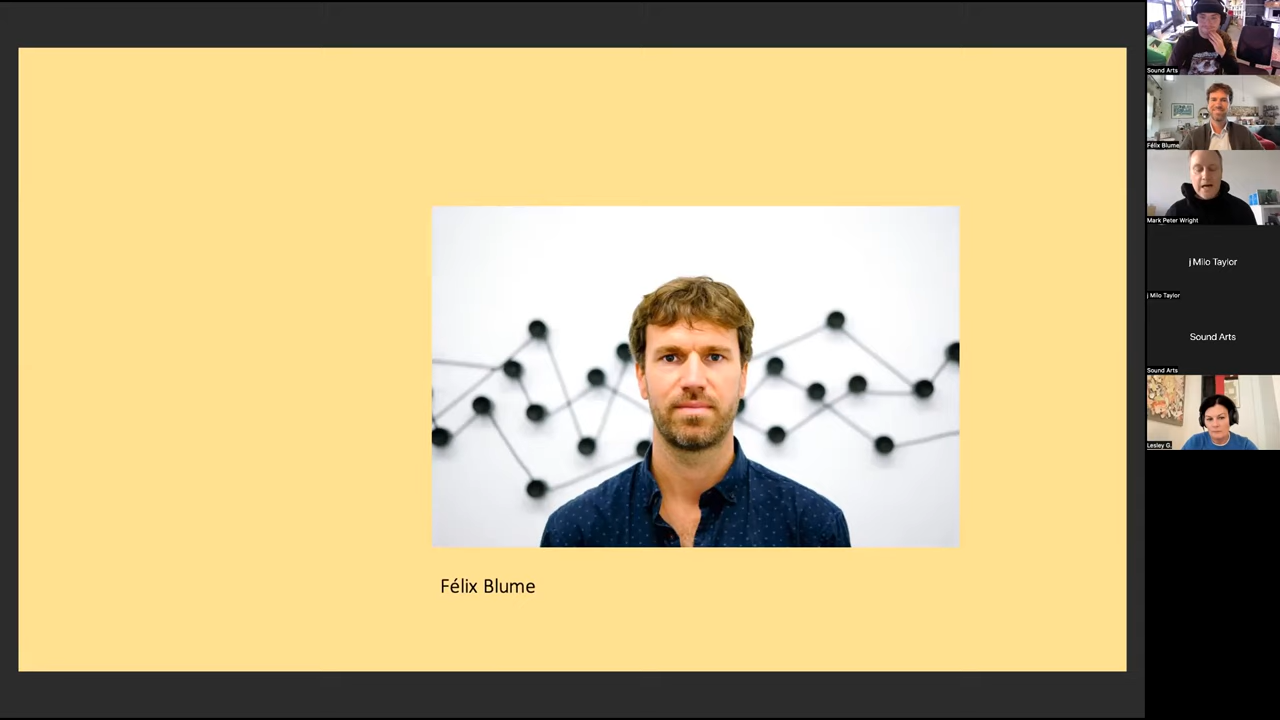 Félix Blume
Sound Arts
Félix Blume
Mark Peter Wright
j Milo Taylor
j Milo Taylor
Sound Arts
Sound Arts
Lesley G.